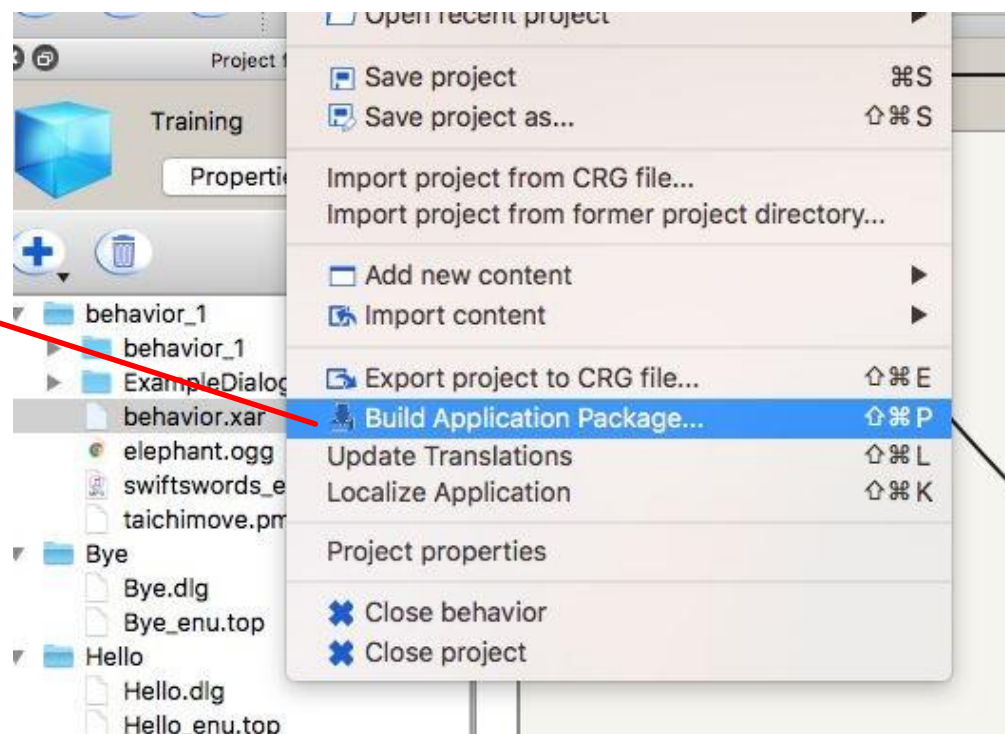 Open recent project
Project
Save project ⌘S
Training
Save project as... ⇧⌘S
Import project from CRG file...
Import project from former project directory...
Add new content
Import content
behavior_1
behavior_1
ExampleDialog
Export project to CRG file... ⇧⌘E
behavior.xar
Build Application Package... ⇧⌘P
elephant.ogg
Update Translations ⇧⌘L
swiftswords_e
Localize Application ⇧⌘K
Bye
Project properties
Bye.dlg
Bye_enu.top
Close behavior
Hello
Close project
Hello.dlg
Hello_enu.top